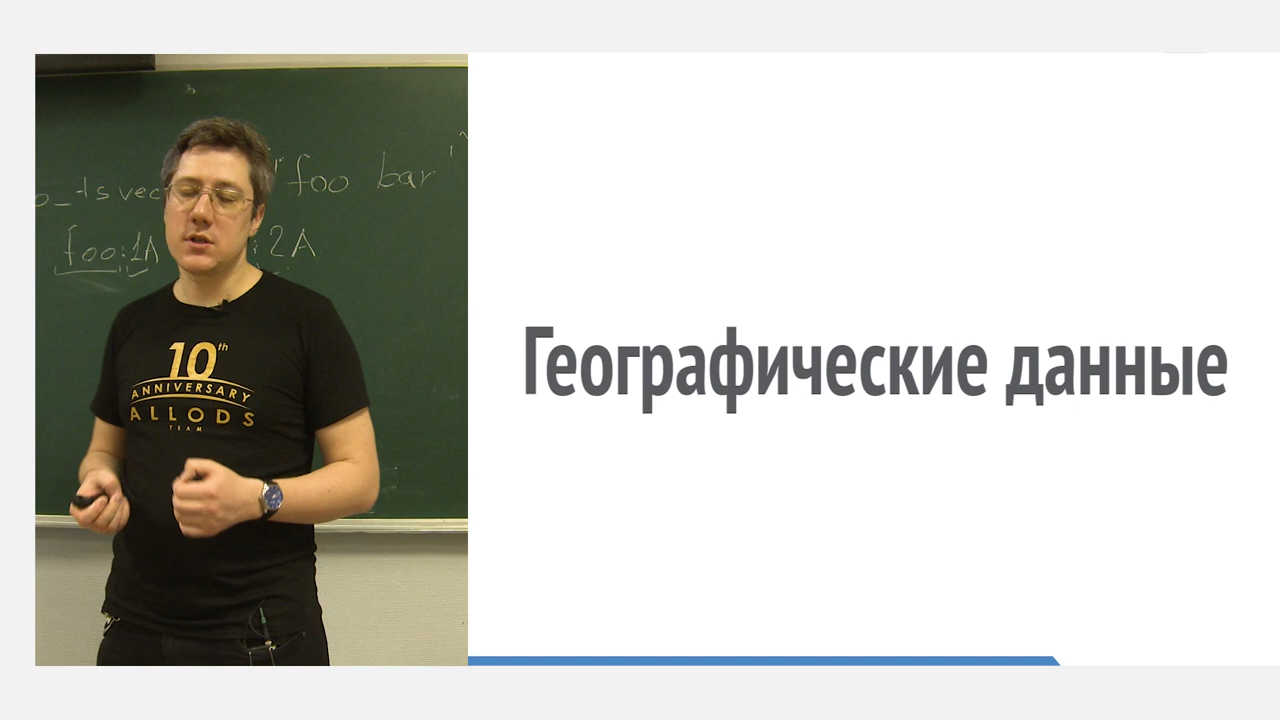 foo bar
foo:1A :2A
10th
ANNIVERSARY
ALLODS
TEAM
Географические данные